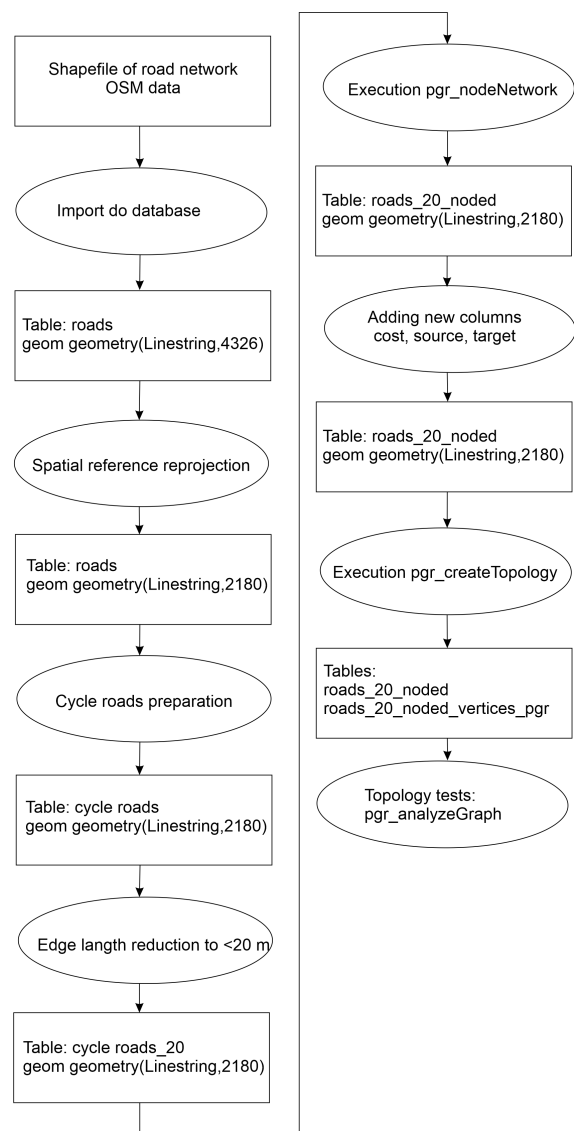 Shapefile of road network
OSM data
Import do database
Table: roads
geom geometry(Linestring,4326)
Spatial reference reprojection
Table: roads
geom geometry(Linestring,2180)
Cycle roads preparation
Table: cycle roads
geom geometry(Linestring,2180)
Edge langth reduction to <20 m
Table: cycle roads_20
geom geometry(Linestring,2180)
Execution pgr_nodeNetwork
Table: roads_20_noded
geom geometry(Linestring,2180)
Adding new columns
cost, source, target
Table: roads_20_noded
geom geometry(Linestring,2180)
Execution pgr_createTopology
Tables:
roads_20_noded
roads_20_noded_vertices_pgr
Topology tests:
pgr_analyzeGraph